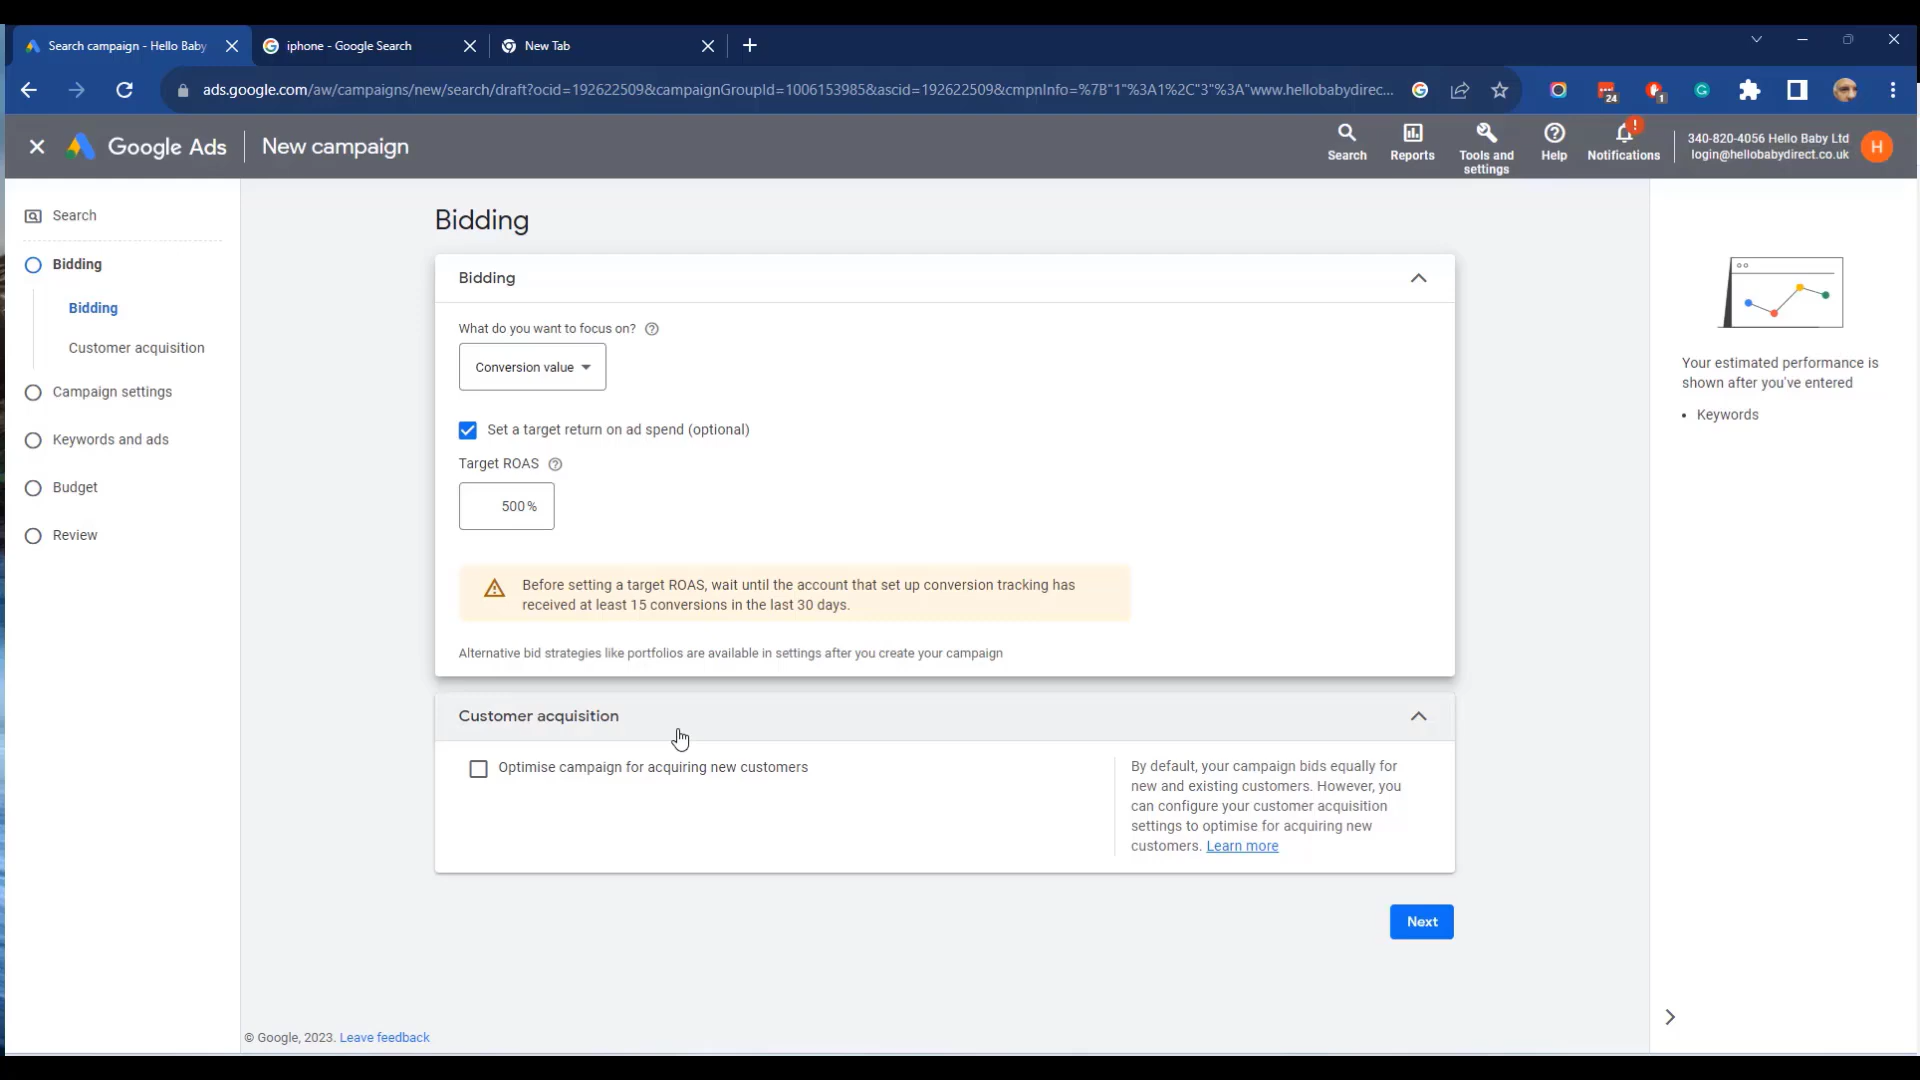 Search campaign - Hello Baby
iphone - Google Search
New Tab
ads.google.com/aw/campaigns/new/search/draft?ocid=192622509&campaignGroupId=1006153985&ascid=192622509&cmpnInfo=%7B"1"%3A1%2C"3"%3A"www.hellobabydirec...
24
1
Google Ads
New campaign
Search
Reports
Tools and
settings
Help
!
Notifications
340-820-4056 Hello Baby Ltd
login@hellobabydirect.co.uk
H
Search
Bidding
Bidding
Customer acquisition
Campaign settings
Keywords and ads
Budget
Review
Bidding
Bidding
What do you want to focus on?
Conversion value
Set a target return on ad spend (optional)
Target ROAS
500%
Before setting a target ROAS, wait until the account that set up conversion tracking has
received at least 15 conversions in the last 30 days.
Alternative bid strategies like portfolios are available in settings after you create your campaign
Customer acquisition
Optimise campaign for acquiring new customers
By default, your campaign bids equally for
new and existing customers. However, you
can configure your customer acquisition
settings to optimise for acquiring new
customers. Learn more
Next
Your estimated performance is
shown after you've entered
• Keywords
© Google, 2023. Leave feedback